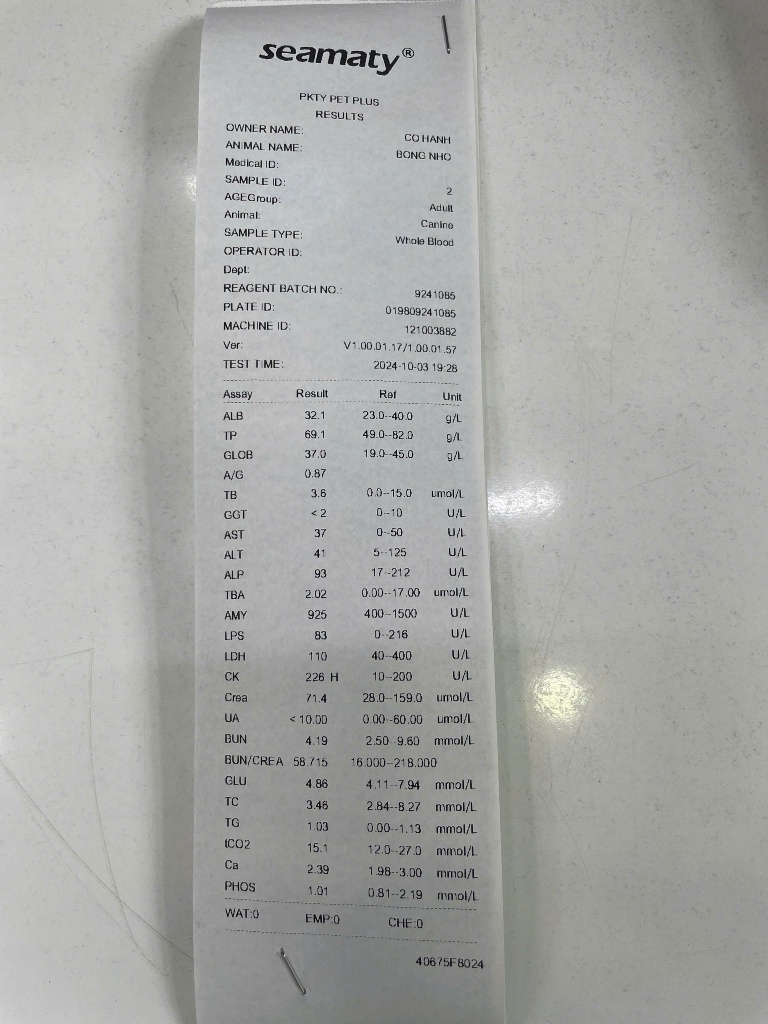 seamaty®
PKTY PET PLUS
RESULTS
OWNER NAME: CO HANH
ANIMAL NAME: BONG NHO
Medical ID:
SAMPLE ID: 2
AGEGroup: Adult
Animal: Canine
SAMPLE TYPE: Whole Blood
OPERATOR ID:
Dept:
REAGENT BATCH NO.: 9241085
PLATE ID: 019809241085
MACHINE ID: 121003882
Ver: V1.00.01.17/1.00.01.57
TEST TIME: 2024-10-03 19:28
Assay Result Ref Unit
ALB 32.1 23.0--40.0 g/L
TP 69.1 49.0--82.0 g/L
GLOB 37.0 19.0--45.0 g/L
A/G 0.87
TB 3.6 0.0--15.0 umol/L
GGT <2 0--10 U/L
AST 37 0--50 U/L
ALT 41 5--125 U/L
ALP 93 17--212 U/L
TBA 2.02 0.00--17.00 umol/L
AMY 925 400--1500 U/L
LPS 83 0--216 U/L
LDH 110 40--400 U/L
CK 226 H 10--200 U/L
Crea 71.4 28.0--159.0 umol/L
UA <10.00 0.00--60.00 umol/L
BUN 4.19 2.50--9.60 mmol/L
BUN/CREA 58.715 16.000--218.000
GLU 4.86 4.11--7.94 mmol/L
TC 3.46 2.84--8.27 mmol/L
TG 1.03 0.00--1.13 mmol/L
tCO2 15.1 12.0--27.0 mmol/L
Ca 2.39 1.98--3.00 mmol/L
PHOS 1.01 0.81--2.19 mmol/L
WAT:0 EMP:0 CHE:0
40675F8024